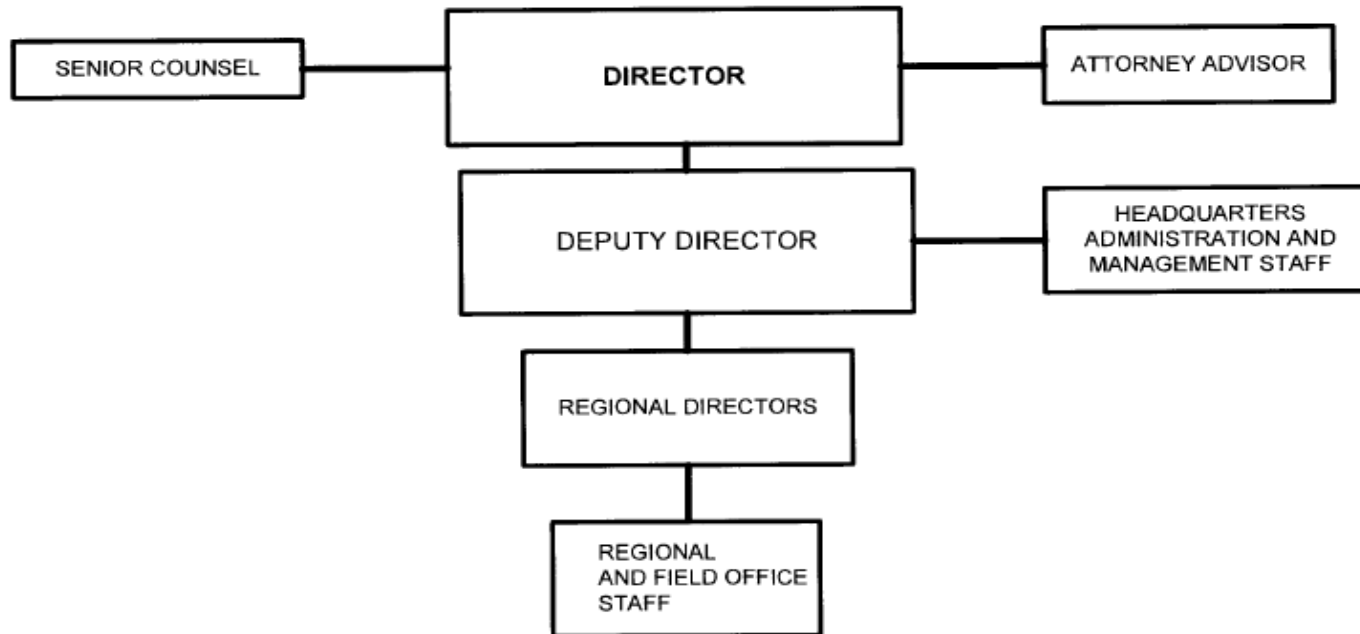 SENIOR COUNSEL
DIRECTOR
ATTORNEY ADVISOR
DEPUTY DIRECTOR
HEADQUARTERS
ADMINISTRATION AND
MANAGEMENT STAFF
REGIONAL DIRECTORS
REGIONAL
AND FIELD OFFICE
STAFF